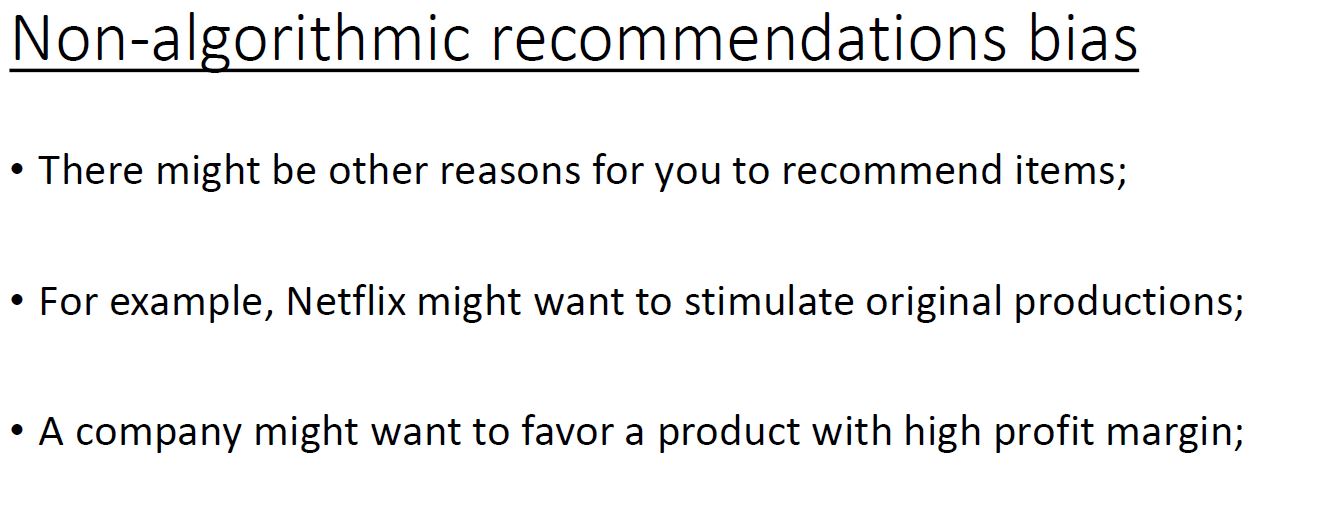 Non-algorithmic recommendations bias
• There might be other reasons for you to recommend items;
• For example, Netflix might want to stimulate original productions;
• A company might want to favor a product with high profit margin;